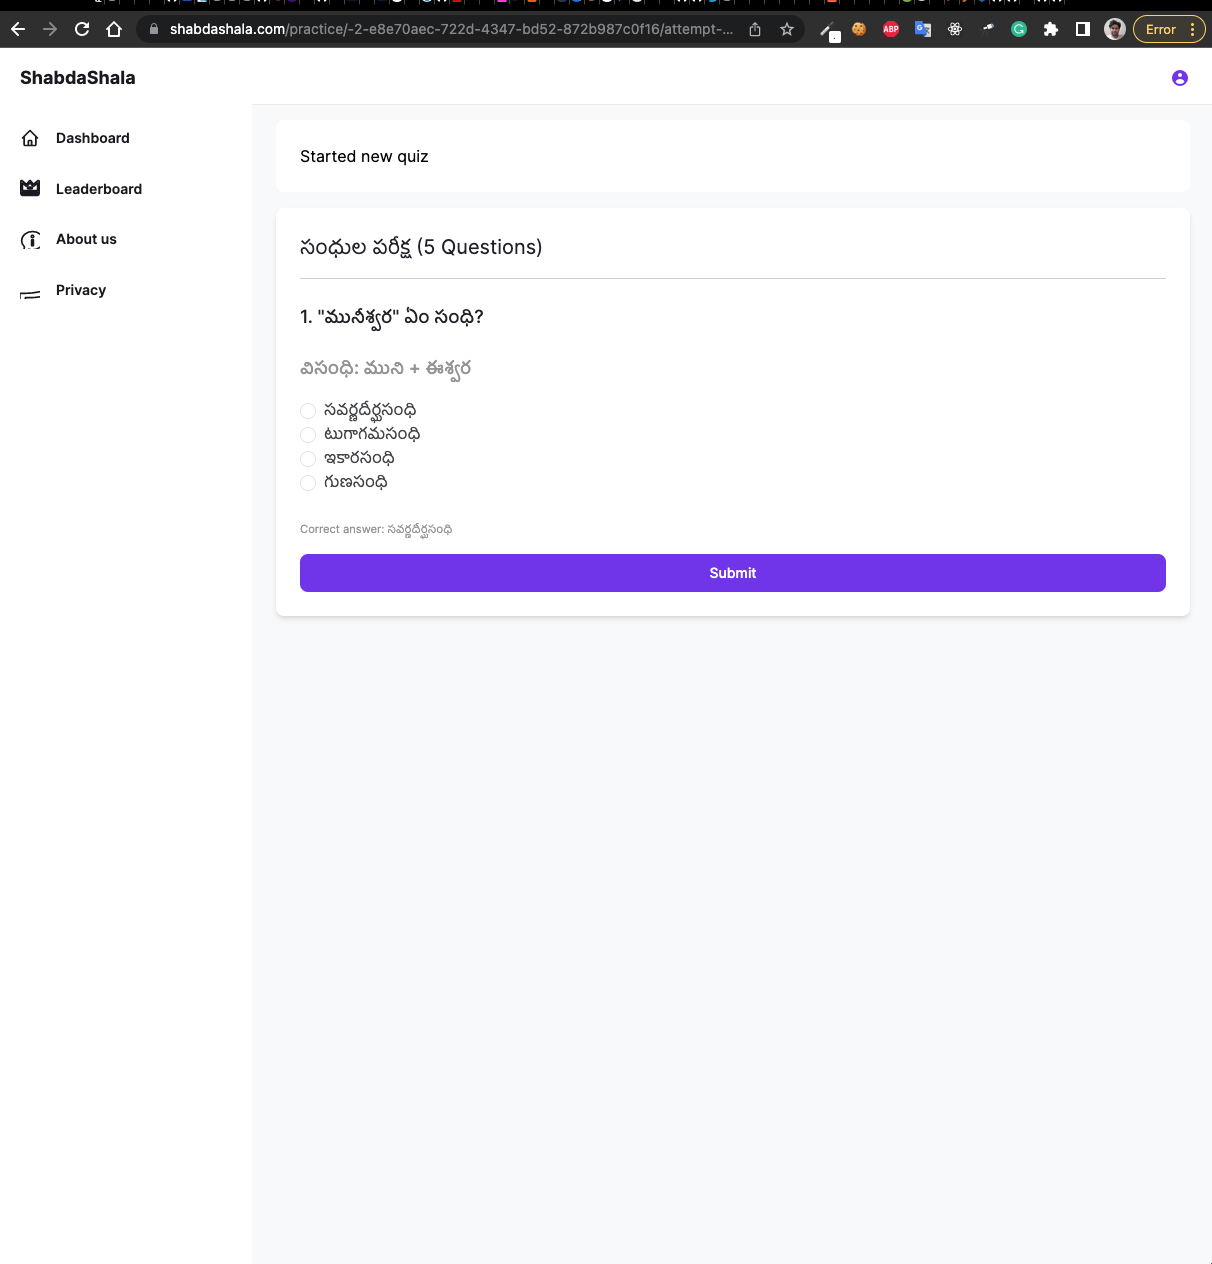 shabdashala.com/practice/-2-e8e70aec-722d-4347-bd52-872b987c0f16/attempt-...
ABP
Error
ShabdaShala
Dashboard
Leaderboard
About us
Privacy
Started new quiz
సంధుల పరీక్ష (5 Questions)
1. "మునీశ్వర" ఏం సంధి?
విసంధి: ముని + ఈశ్వర
సవర్ణదీర్ఘసంధి
టుగాగమసంధి
ఇకారసంధి
గుణసంధి
Correct answer: సవర్ణదీర్ఘసంధి
Submit